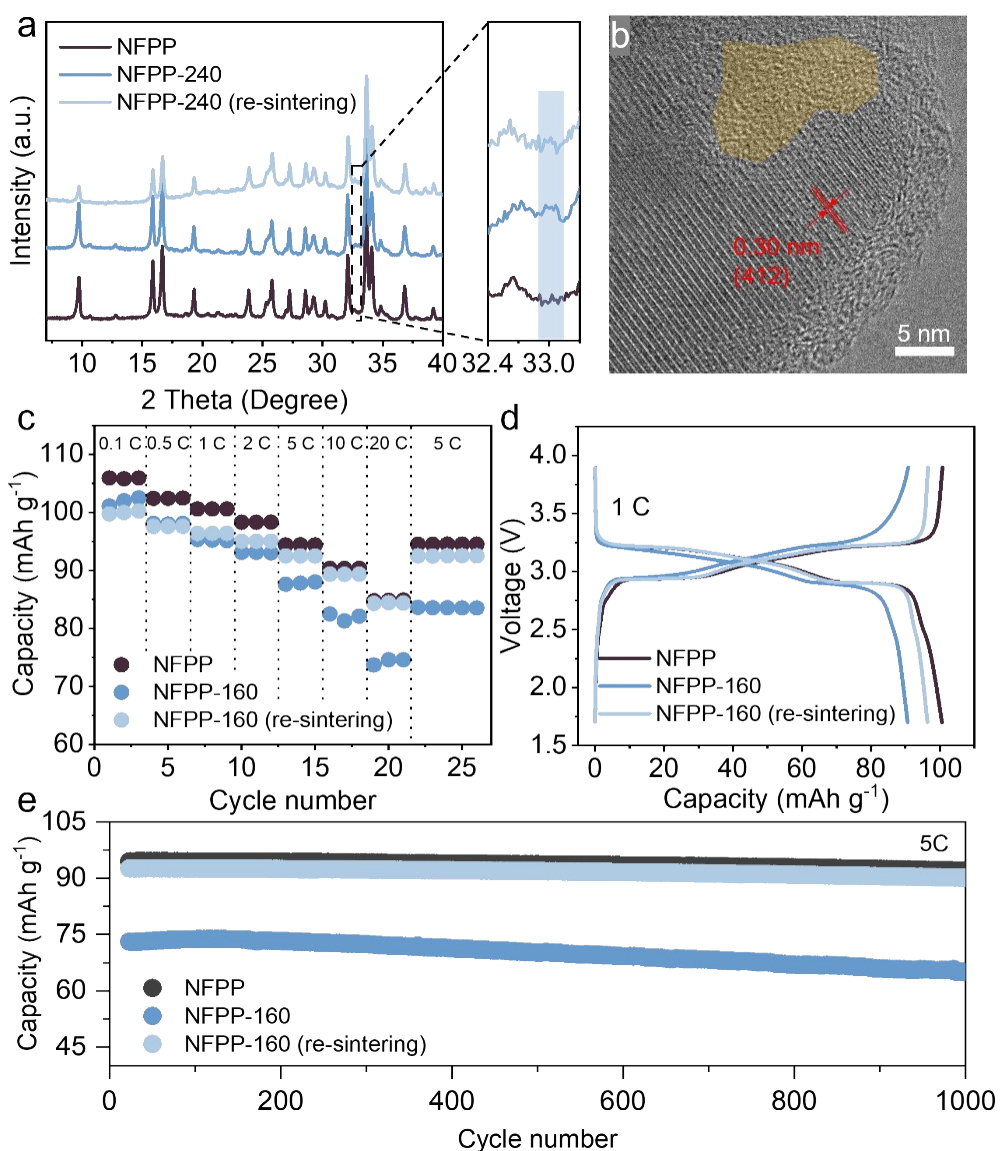 a
NFPP
NFPP-240
NFPP-240 (re-sintering)
Intensity (a.u.)
10 15 20 25 30 35 40 32.4 33.0
2 Theta (Degree)
b
0.30 nm
(412)
5 nm
c
0.1 C 0.5 C 1 C 2 C 5 C 10 C 20 C 5 C
110
100
90
80
70
60
Capacity (mAh g⁻¹)
NFPP
NFPP-160
NFPP-160 (re-sintering)
0 5 10 15 20 25
Cycle number
d
4.0
3.5
3.0
2.5
2.0
1.5
Voltage (V)
1 C
NFPP
NFPP-160
NFPP-160 (re-sintering)
0 20 40 60 80 100
Capacity (mAh g⁻¹)
e
105
90
75
60
45
Capacity (mAh g⁻¹)
5C
NFPP
NFPP-160
NFPP-160 (re-sintering)
0 200 400 600 800 1000
Cycle number